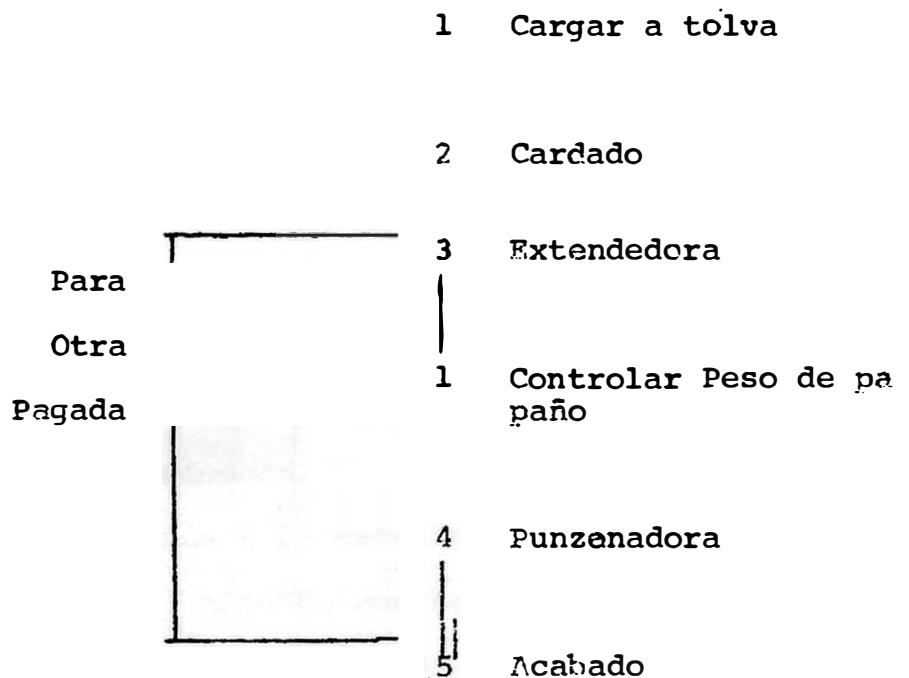 1 Cargar a tolva
2 Cardado
3 Extendedora
Para
Otra
1 Controlar Peso de pa
Pagada
paño
4 Punzenadora
5 Acabado